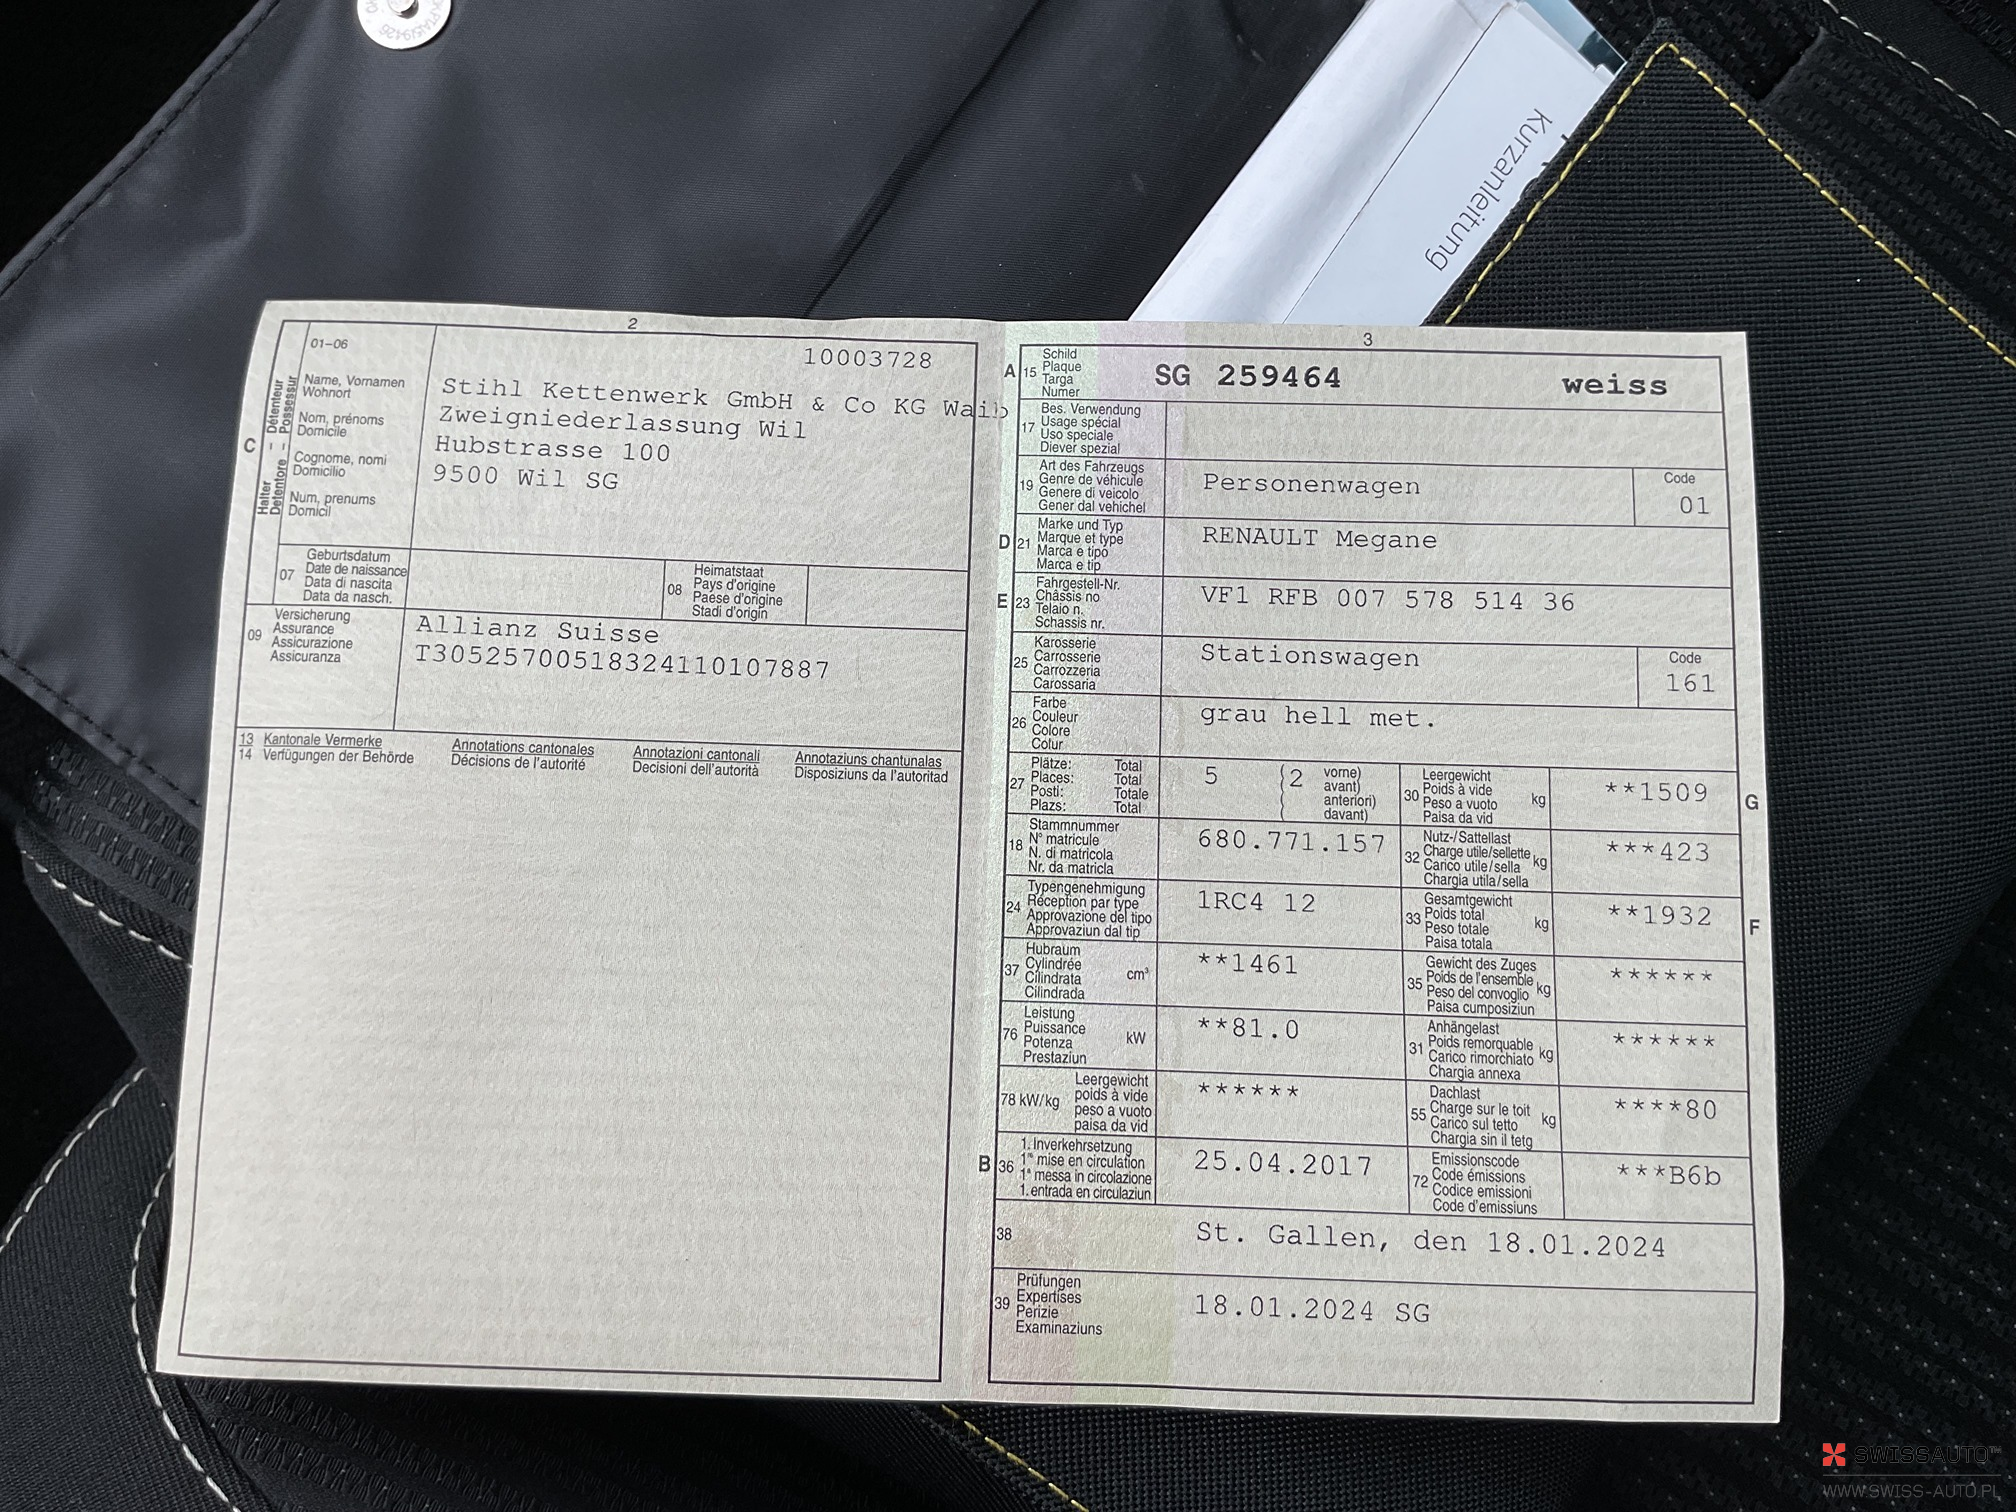 Kurzanleitung
2
01-06
10003728
C
Halter — Détenteur
Detentore — Possessur
Name, Vornamen
Wohnort
Nom, prénoms
Domicile
Cognome, nomi
Domicilio
Num, prenums
Domicil
Stihl Kettenwerk GmbH & Co KG Waib
Zweigniederlassung Wil
Hubstrasse 100
9500 Wil SG
07
Geburtsdatum
Date de naissance
Data di nascita
Data da nasch.
08
Heimatstaat
Pays d'origine
Paese d'origine
Stadi d'origin
09
Versicherung
Assurance
Assicurazione
Assicuranza
Allianz Suisse
T30525700518324110107887
13 Kantonale Vermerke
14 Verfügungen der Behörde
Annotations cantonales
Décisions de l'autorité
Annotazioni cantonali
Decisioni dell'autorità
Annotaziuns chantunalas
Disposiziuns da l'autoritad
3
A 15
Schild
Plaque
Targa
Numer
SG 259464 weiss
17
Bes. Verwendung
Usage spécial
Uso speciale
Diever spezial
19
Art des Fahrzeugs
Genre de véhicule
Genere di veicolo
Gener dal vehichel
Personenwagen
Code
01
D 21
Marke und Typ
Marque et type
Marca e tipo
Marca e tip
RENAULT Megane
E 23
Fahrgestell-Nr.
Châssis no
Telaio n.
Schassis nr.
VF1 RFB 007 578 514 36
25
Karosserie
Carrosserie
Carrozzeria
Carossaria
Stationswagen
Code
161
26
Farbe
Couleur
Colore
Colur
grau hell met.
27
Plätze: Total
Places: Total
Posti: Totale
Plazs: Total
5 (2
vorne)
avant)
anteriori)
davant)
30
Leergewicht
Poids à vide
Peso a vuoto
Paisa da vid
kg
**1509
G
18
Stammnummer
N° matricule
N. di matricola
Nr. da matricla
680.771.157
32
Nutz-/Sattellast
Charge utile/sellette
Carico utile/sella
Chargia utila/sella
kg
***423
24
Typengenehmigung
Réception par type
Approvazione del tipo
Approvaziun dal tip
1RC4 12
33
Gesamtgewicht
Poids total
Peso totale
Paisa totala
kg
**1932
F
37
Hubraum
Cylindrée
Cilindrata
Cilindrada
cm³
**1461
35
Gewicht des Zuges
Poids de l'ensemble
Peso del convoglio
Paisa cumposiziun
kg
******
76
Leistung
Puissance
Potenza
Prestaziun
kW
**81.0
31
Anhängelast
Poids remorquable
Carico rimorchiato
Chargia annexa
kg
******
78 kW/kg
Leergewicht
poids à vide
peso a vuoto
paisa da vid
******
55
Dachlast
Charge sur le toit
Carico sul tetto
Chargia sin il tetg
kg
****80
B 36
1. Inverkehrsetzung
1re mise en circulation
1a messa in circolazione
1. entrada en circulaziun
25.04.2017
72
Emissionscode
Code émissions
Codice emissioni
Code d'emissiuns
***B6b
38
St. Gallen, den 18.01.2024
39
Prüfungen
Expertises
Perizie
Examinaziuns
18.01.2024 SG
SWISSAUTO™
WWW.SWISS-AUTO.PL